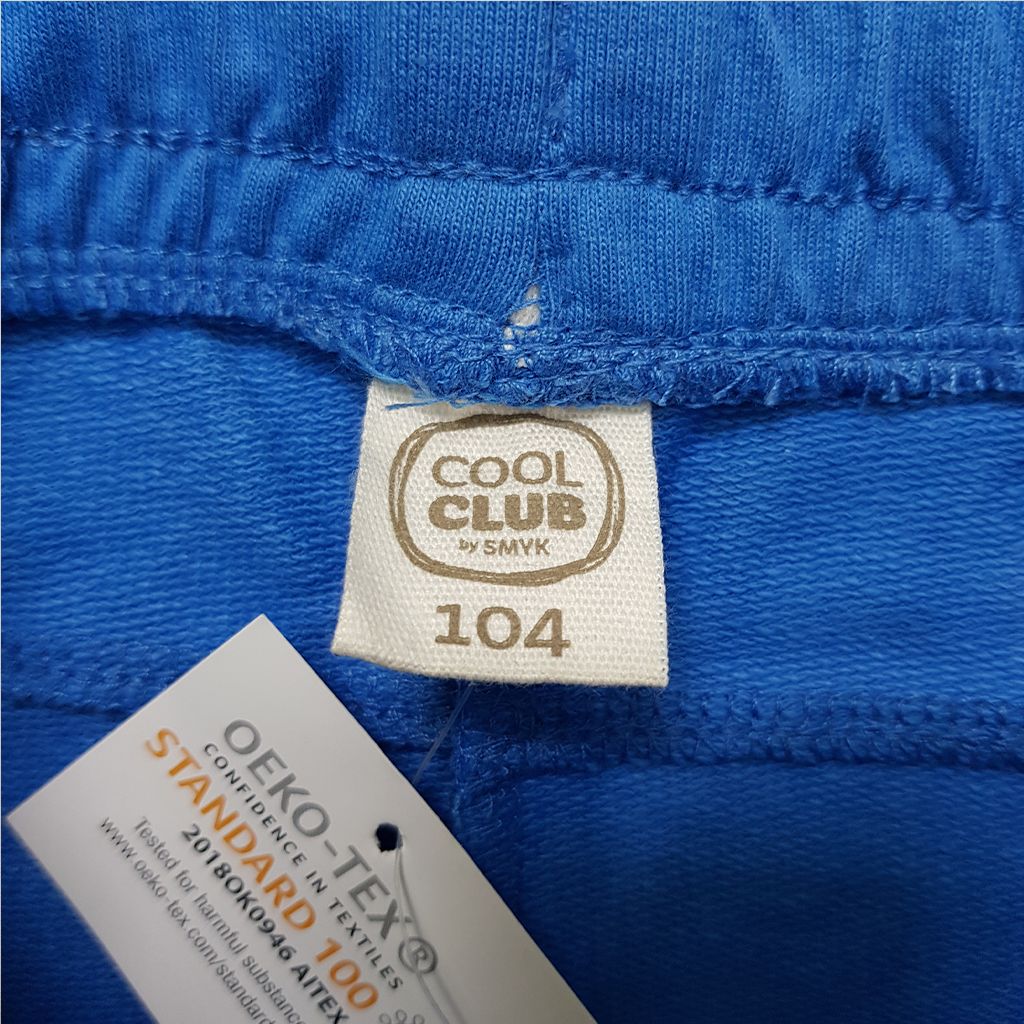 COOL
CLUB
by SMYK
104
OEKO-TEX®
CONFIDENCE IN TEXTILES
STANDARD 100
2018OK0946 AITEX
Tested for harmful substanc
www.oeko-tex.com/standard